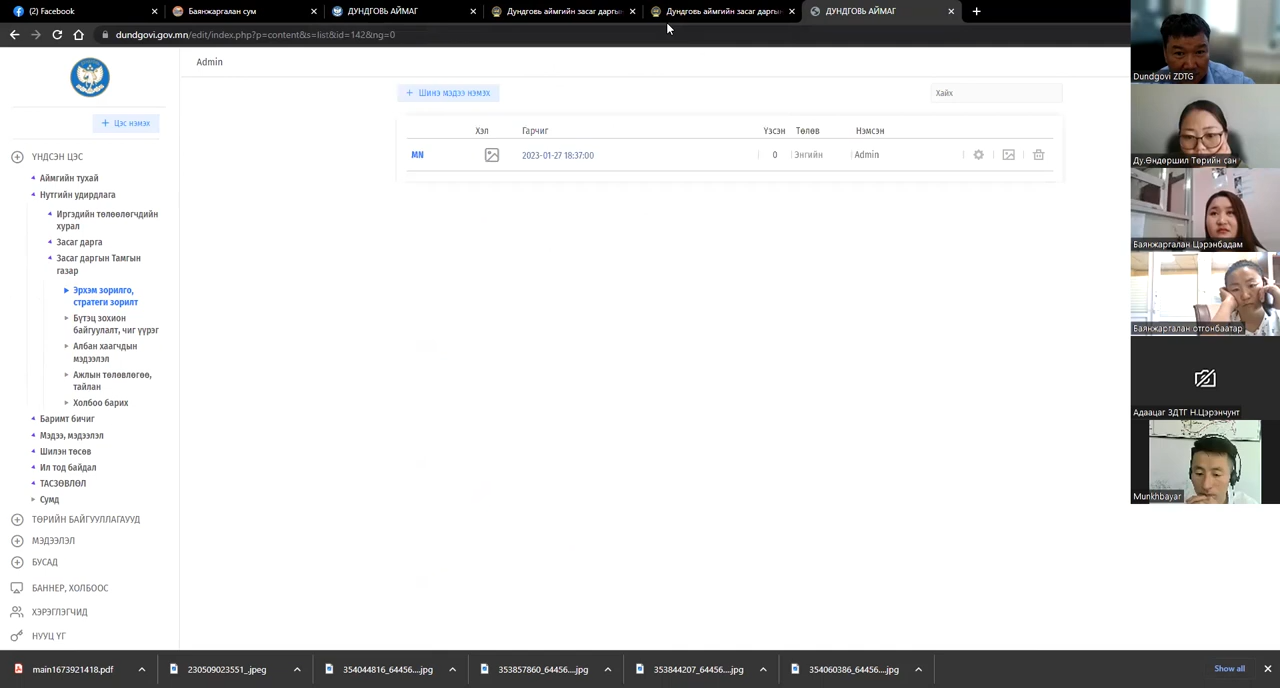 (2) Facebook
Баянжаргалан сум
ДУНДГОВЬ АЙМАГ
Дундговь аймгийн засаг даргын
Дундговь аймгийн засаг даргын
ДУНДГОВЬ АЙМАГ
dundgovi.gov.mn/edit/index.php?p=content&s=list&id=142&ng=0
Admin
+ Цэс нэмэх
ҮНДСЭН ЦЭС
Аймгийн тухай
Нутгийн удирдлага
Иргэдийн төлөөлөгчдийн
хурал
Засаг дарга
Засаг даргын Тамгын
газар
Эрхэм зорилго,
стратеги зорилт
Бүтэц зохион
байгуулалт, чиг үүрэг
Албан хаагчдын
мэдээлэл
Ажлын төлөвлөгөө,
тайлан
Холбоо барих
Баримт бичиг
Мэдээ, мэдээлэл
Шилэн төсөв
Ил тод байдал
ТАСЗӨВЛӨЛ
Сумд
ТӨРИЙН БАЙГУУЛЛАГААУУД
МЭДЭЭЛЭЛ
БУСАД
БАННЕР, ХОЛБООС
ХЭРЭГЛЭГЧИД
НУУЦ ҮГ
+ Шинэ мэдээ нэмэх
Хайх
Хэл Гарчиг Үзсэн Төлөв Нэмсэн
MN 2023-01-27 18:37:00 0 Энгийн Admin
Dundgovi ZDTG
Ду.Өндөршил Төрийн сан
Баянжаргалан Цэрэнбадам
Баянжаргалан отгонбаатар
Адаацаг ЗДТГ Н.Цэрэнчунт
Munkhbayar
main1673921418.pdf
230509023551_.jpeg
354044816_64456....jpg
353857860_64456....jpg
353844207_64456....jpg
354060386_64456....jpg
Show all